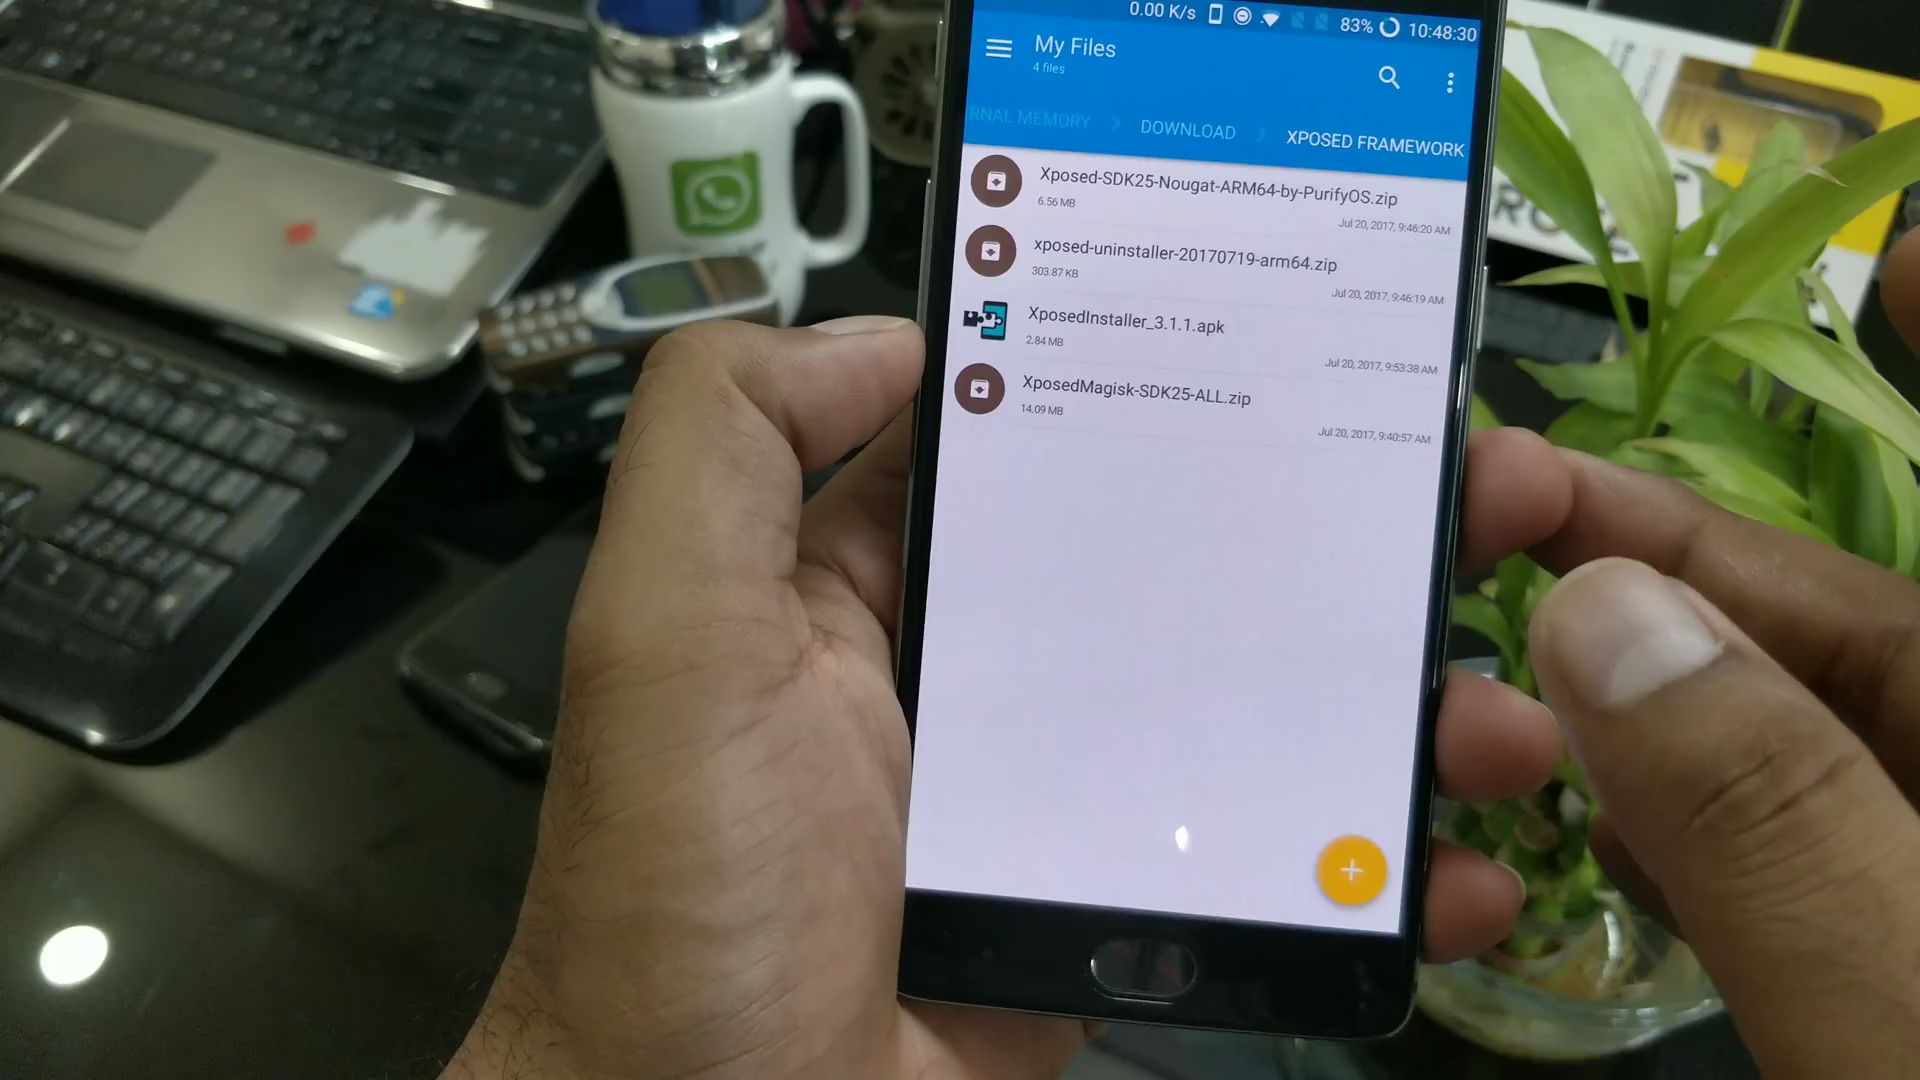 0.00 K/s 83% 10:48:30
My Files
4 files
RNAL MEMORY > DOWNLOAD > XPOSED FRAMEWORK
Xposed-SDK25-Nougat-ARM64-by-PurifyOS.zip
6.56 MB
Jul 20, 2017, 9:46:20 AM
xposed-uninstaller-20170719-arm64.zip
303.87 KB
Jul 20, 2017, 9:46:19 AM
XposedInstaller_3.1.1.apk
2.84 MB
Jul 20, 2017, 9:53:38 AM
XposedMagisk-SDK25-ALL.zip
14.09 MB
Jul 20, 2017, 9:40:57 AM